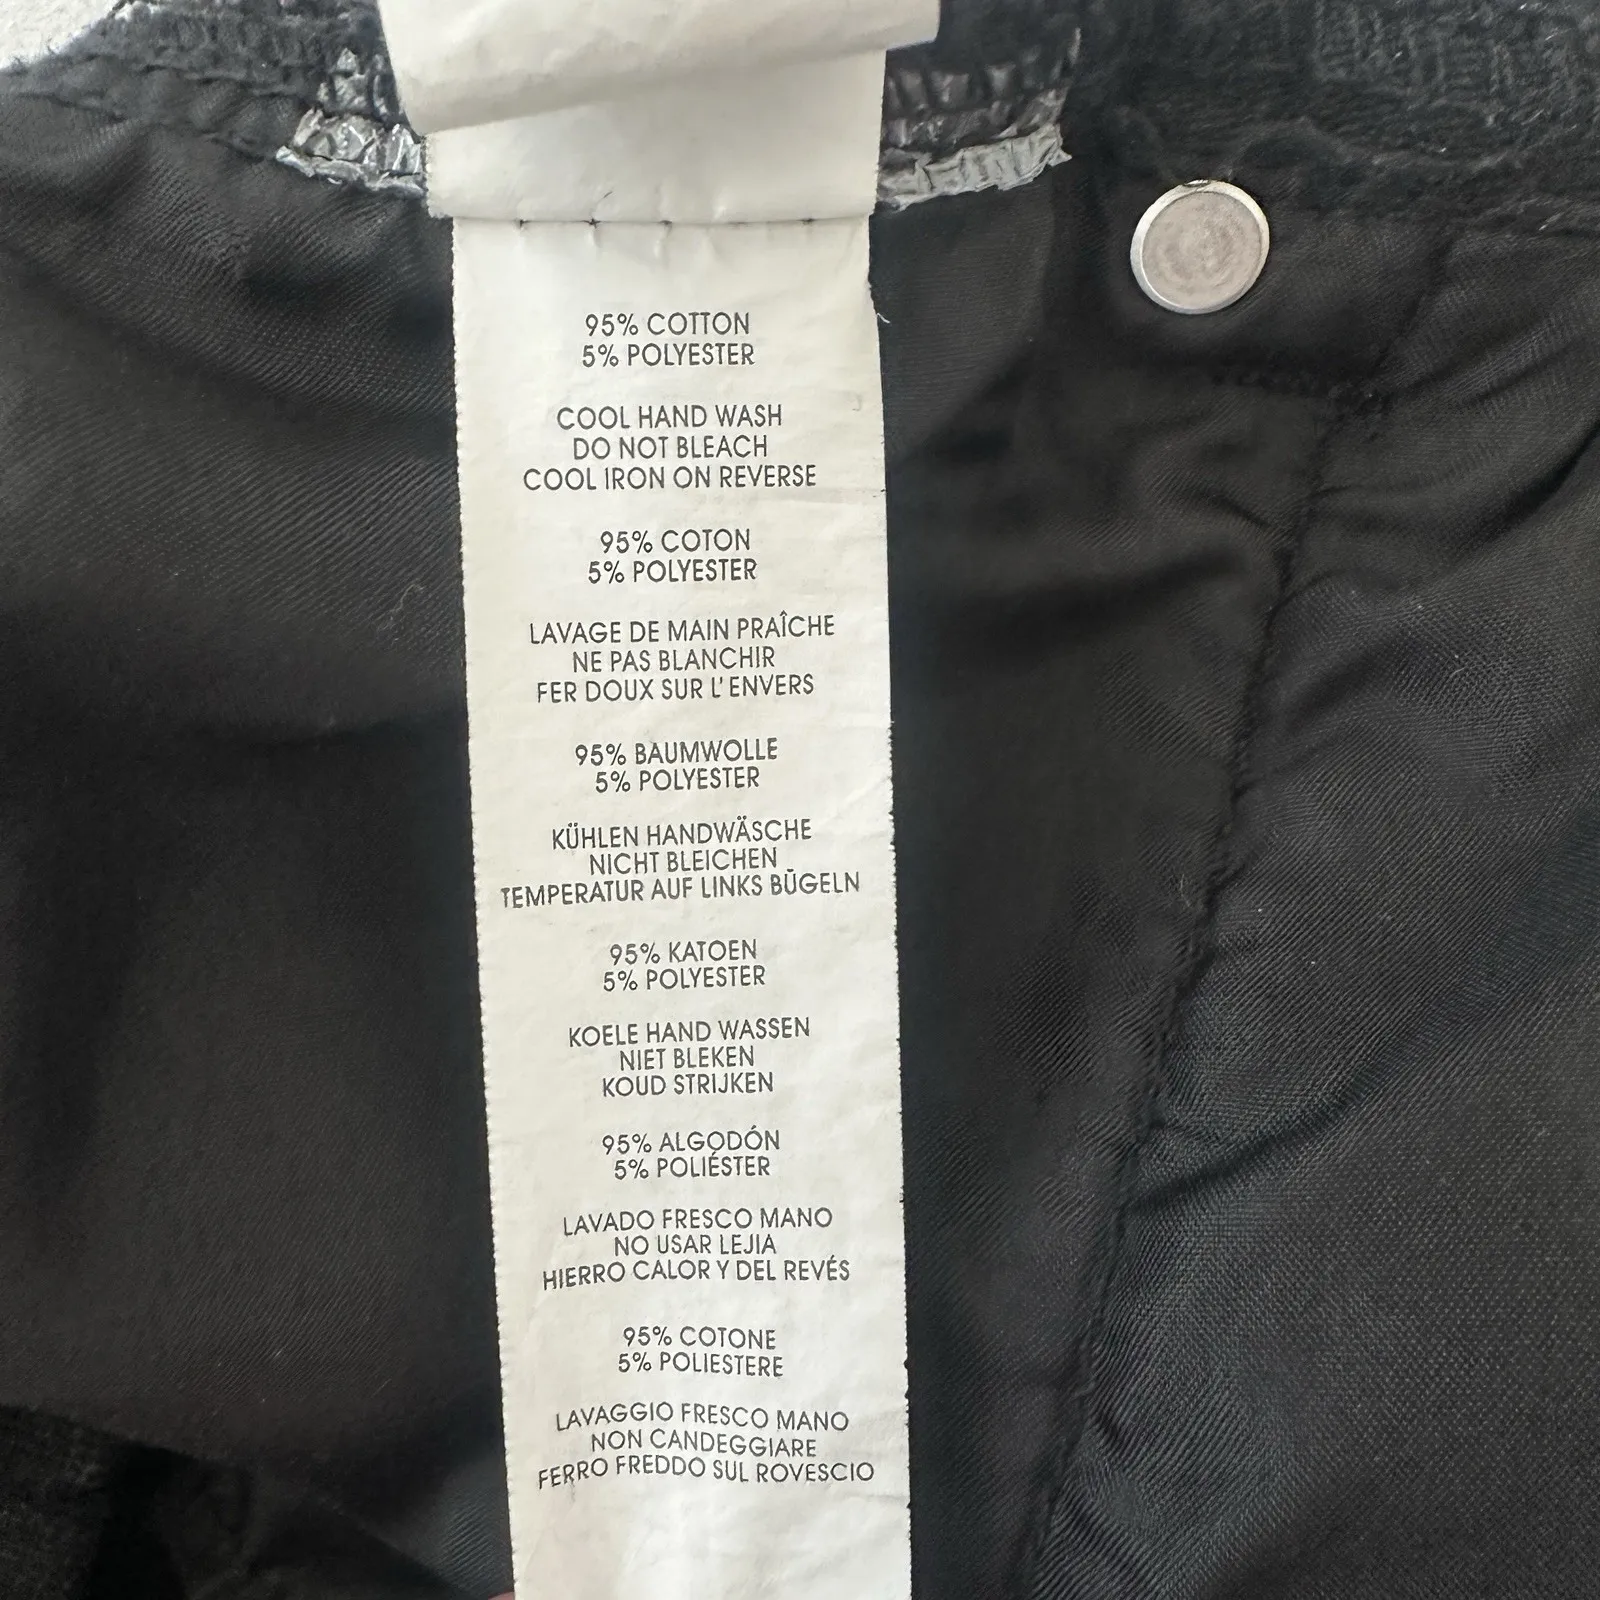 95% COTTON
5% POLYESTER
COOL HAND WASH
DO NOT BLEACH
COOL IRON ON REVERSE
95% COTON
5% POLYESTER
LAVAGE DE MAIN PRAÎCHE
NE PAS BLANCHIR
FER DOUX SUR L'ENVERS
95% BAUMWOLLE
5% POLYESTER
KÜHLEN HANDWÄSCHE
NICHT BLEICHEN
TEMPERATUR AUF LINKS BŪGELN
95% KATOEN
5% POLYESTER
KOELE HAND WASSEN
NIET BLEKEN
KOUD STRIJKEN
95% ALGODÓN
5% POLIÉSTER
LAVADO FRESCO MANO
NO USAR LEJIA
HIERRO CALOR Y DEL REVÉS
95% COTONE
5% POLIESTERE
LAVAGGIO FRESCO MANO
NON CANDEGGIARE
FERRO FREDDO SUL ROVESCIO